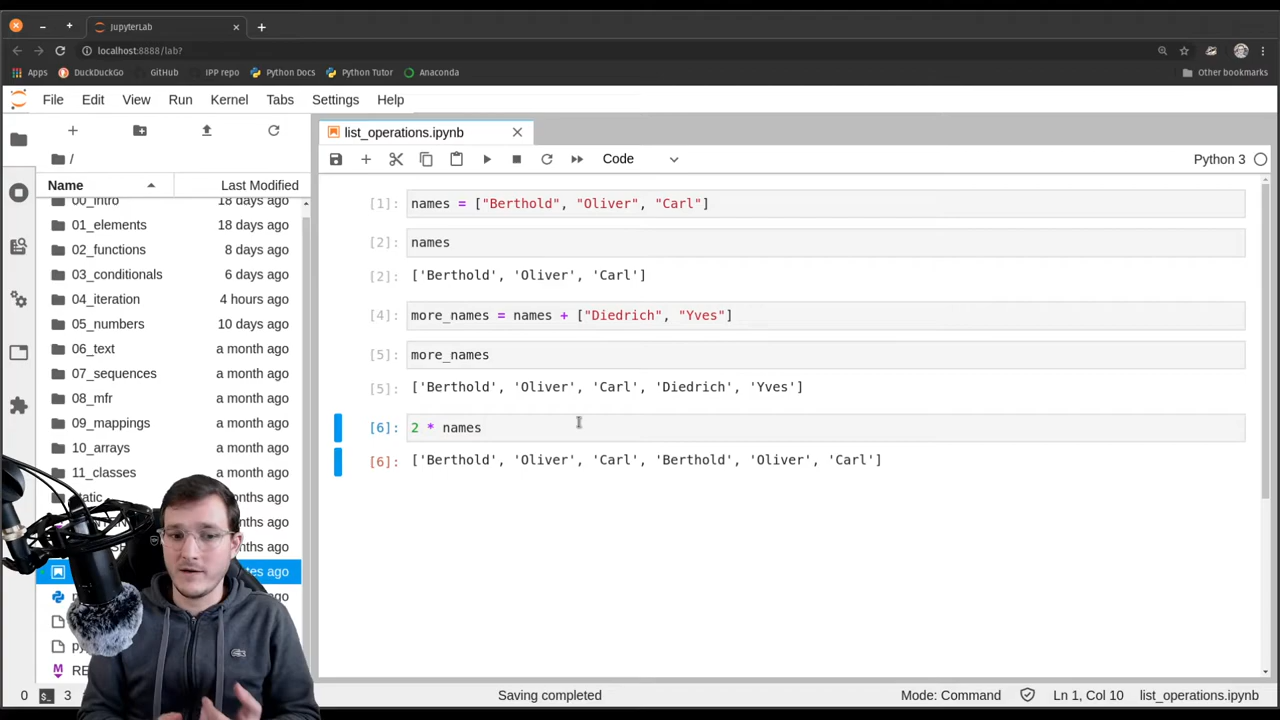 JupyterLab
localhost:8888/lab?
Apps DuckDuckGo GitHub IPP repo Python Docs Python Tutor Anaconda Other bookmarks
File Edit View Run Kernel Tabs Settings Help
list_operations.ipynb
/
Code Python 3
Name Last Modified
00_intro 18 days ago
01_elements 18 days ago
02_functions 8 days ago
03_conditionals 6 days ago
04_iteration 4 hours ago
05_numbers 10 days ago
06_text a month ago
07_sequences a month ago
08_mfr a month ago
09_mappings a month ago
10_arrays a month ago
11_classes a month ago
static ago
ago
ago
ago
[1]: names = ["Berthold", "Oliver", "Carl"]
[2]: names
[2]: ['Berthold', 'Oliver', 'Carl']
[4]: more_names = names + ["Diedrich", "Yves"]
[5]: more_names
[5]: ['Berthold', 'Oliver', 'Carl', 'Diedrich', 'Yves']
[6]: 2 * names
[6]: ['Berthold', 'Oliver', 'Carl', 'Berthold', 'Oliver', 'Carl']
0 $_ 3 Saving completed Mode: Command Ln 1, Col 10 list_operations.ipynb